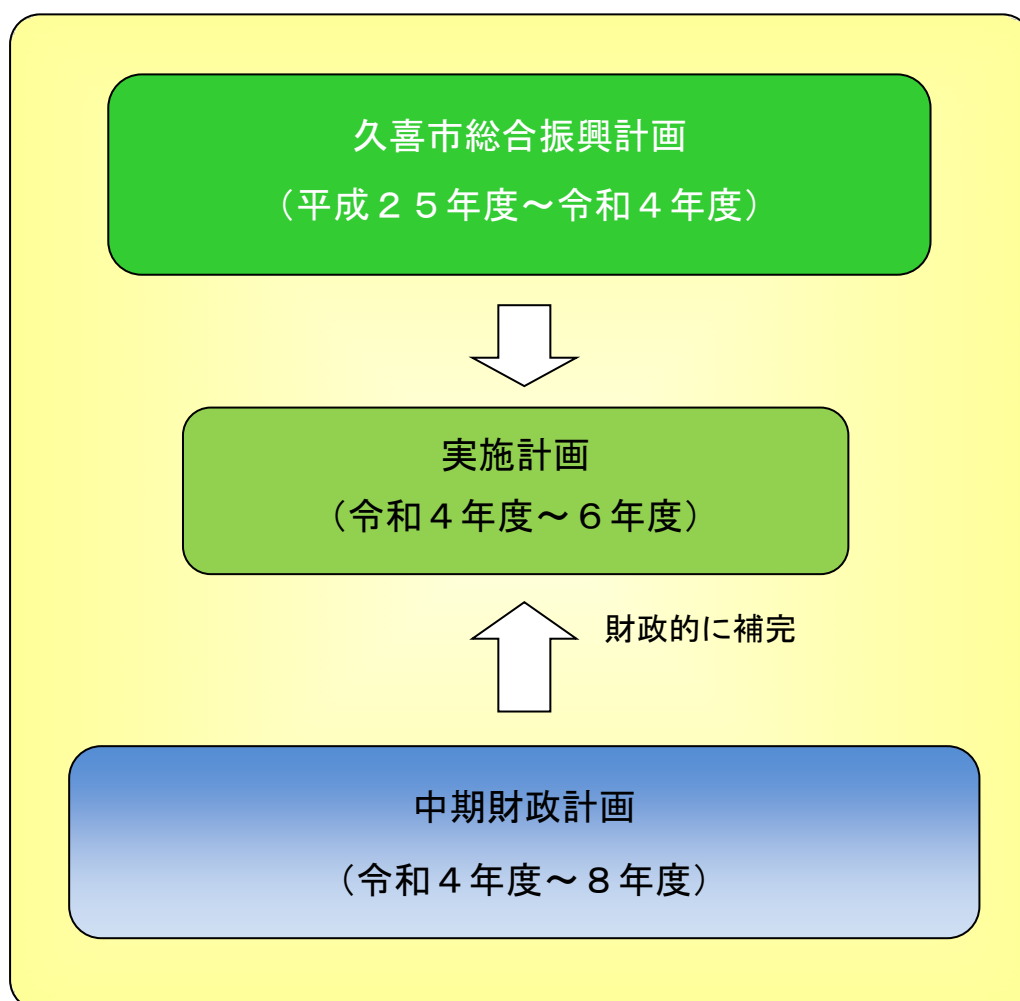 久喜市総合振興計画
（平成２５年度～令和４年度）
実施計画
（令和４年度～６年度）
財政的に補完
中期財政計画
（令和４年度～８年度）